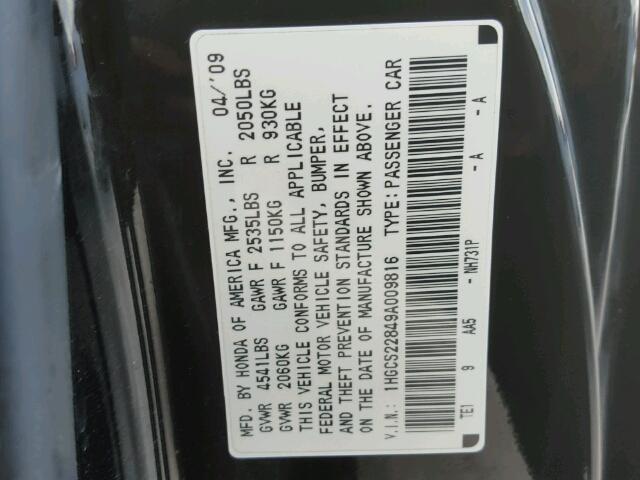 MFD. BY HONDA OF AMERICA MFG., INC. 04/'09
GVWR 4541LBS GAWR F 2535LBS R 2050LBS
GVWR 2060KG GAWR F 1150KG R 930KG
THIS VEHICLE CONFORMS TO ALL APPLICABLE
FEDERAL MOTOR VEHICLE SAFETY, BUMPER,
AND THEFT PREVENTION STANDARDS IN EFFECT
ON THE DATE OF MANUFACTURE SHOWN ABOVE.
V.I.N.: 1HGCS22849A009816 TYPE:PASSENGER CAR
TE1 9 AA5 - NH731P - A - A